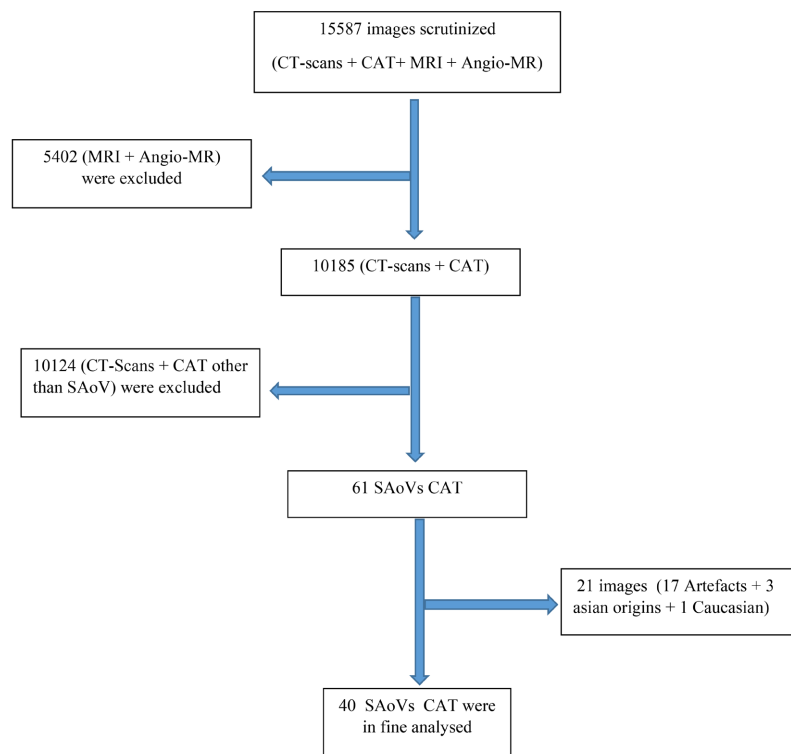 15587 images scrutinized
(CT-scans + CAT+ MRI + Angio-MR)
5402 (MRI + Angio-MR)
were excluded
10185 (CT-scans + CAT)
10124 (CT-Scans + CAT other
than SAoV) were excluded
61 SAoVs CAT
21 images (17 Artefacts + 3
asian origins + 1 Caucasian)
40 SAoVs CAT were
in fine analysed